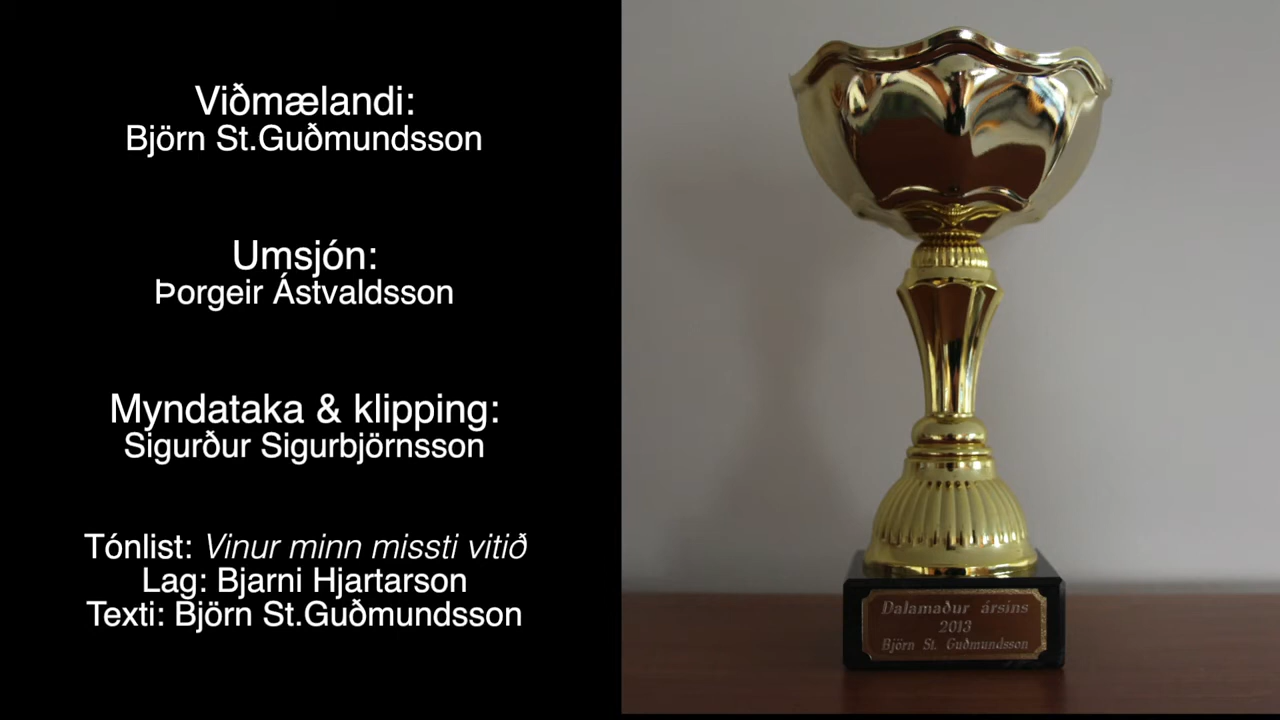 Viðmælandi:
Björn St.Guðmundsson
Umsjón:
Þorgeir Ástvaldsson
Myndataka & klipping:
Sigurður Sigurbjörnsson
Tónlist: Vinur minn missti vitið
Lag: Bjarni Hjartarson
Texti: Björn St.Guðmundsson
Dalamaður ársins
2013
Björn St. Guðmundsson